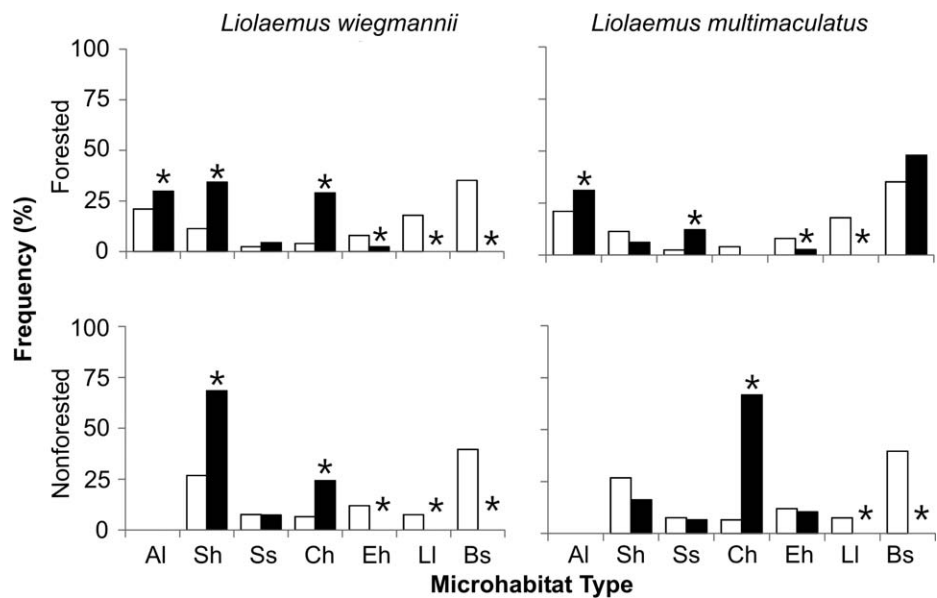 Liolaemus wiegmannii
Liolaemus multimaculatus
Frequency (%)
Forested
100
75
50
25
0
* * * * * *
* * * *
Nonforested
100
75
50
25
0
* * * * *
* * *
Al Sh Ss Ch Eh Ll Bs
Al Sh Ss Ch Eh Ll Bs
Microhabitat Type